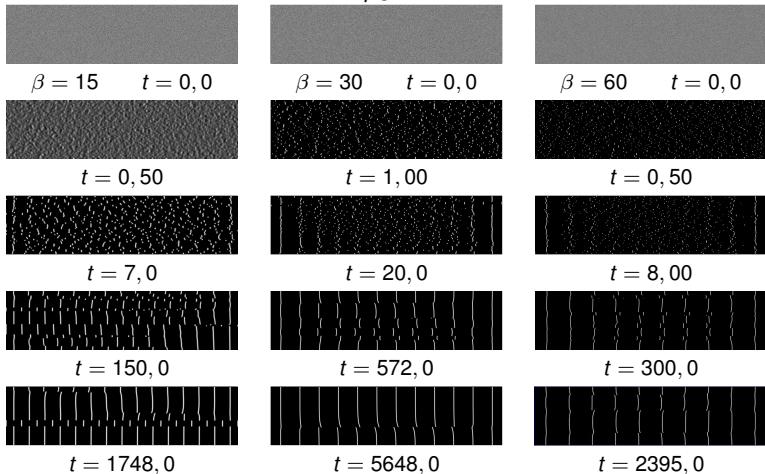 β = 15 t = 0, 0 β = 30 t = 0, 0 β = 60 t = 0, 0
t = 0, 50 t = 1, 00 t = 0, 50
t = 7, 0 t = 20, 0 t = 8, 00
t = 150, 0 t = 572, 0 t = 300, 0
t = 1748, 0 t = 5648, 0 t = 2395, 0